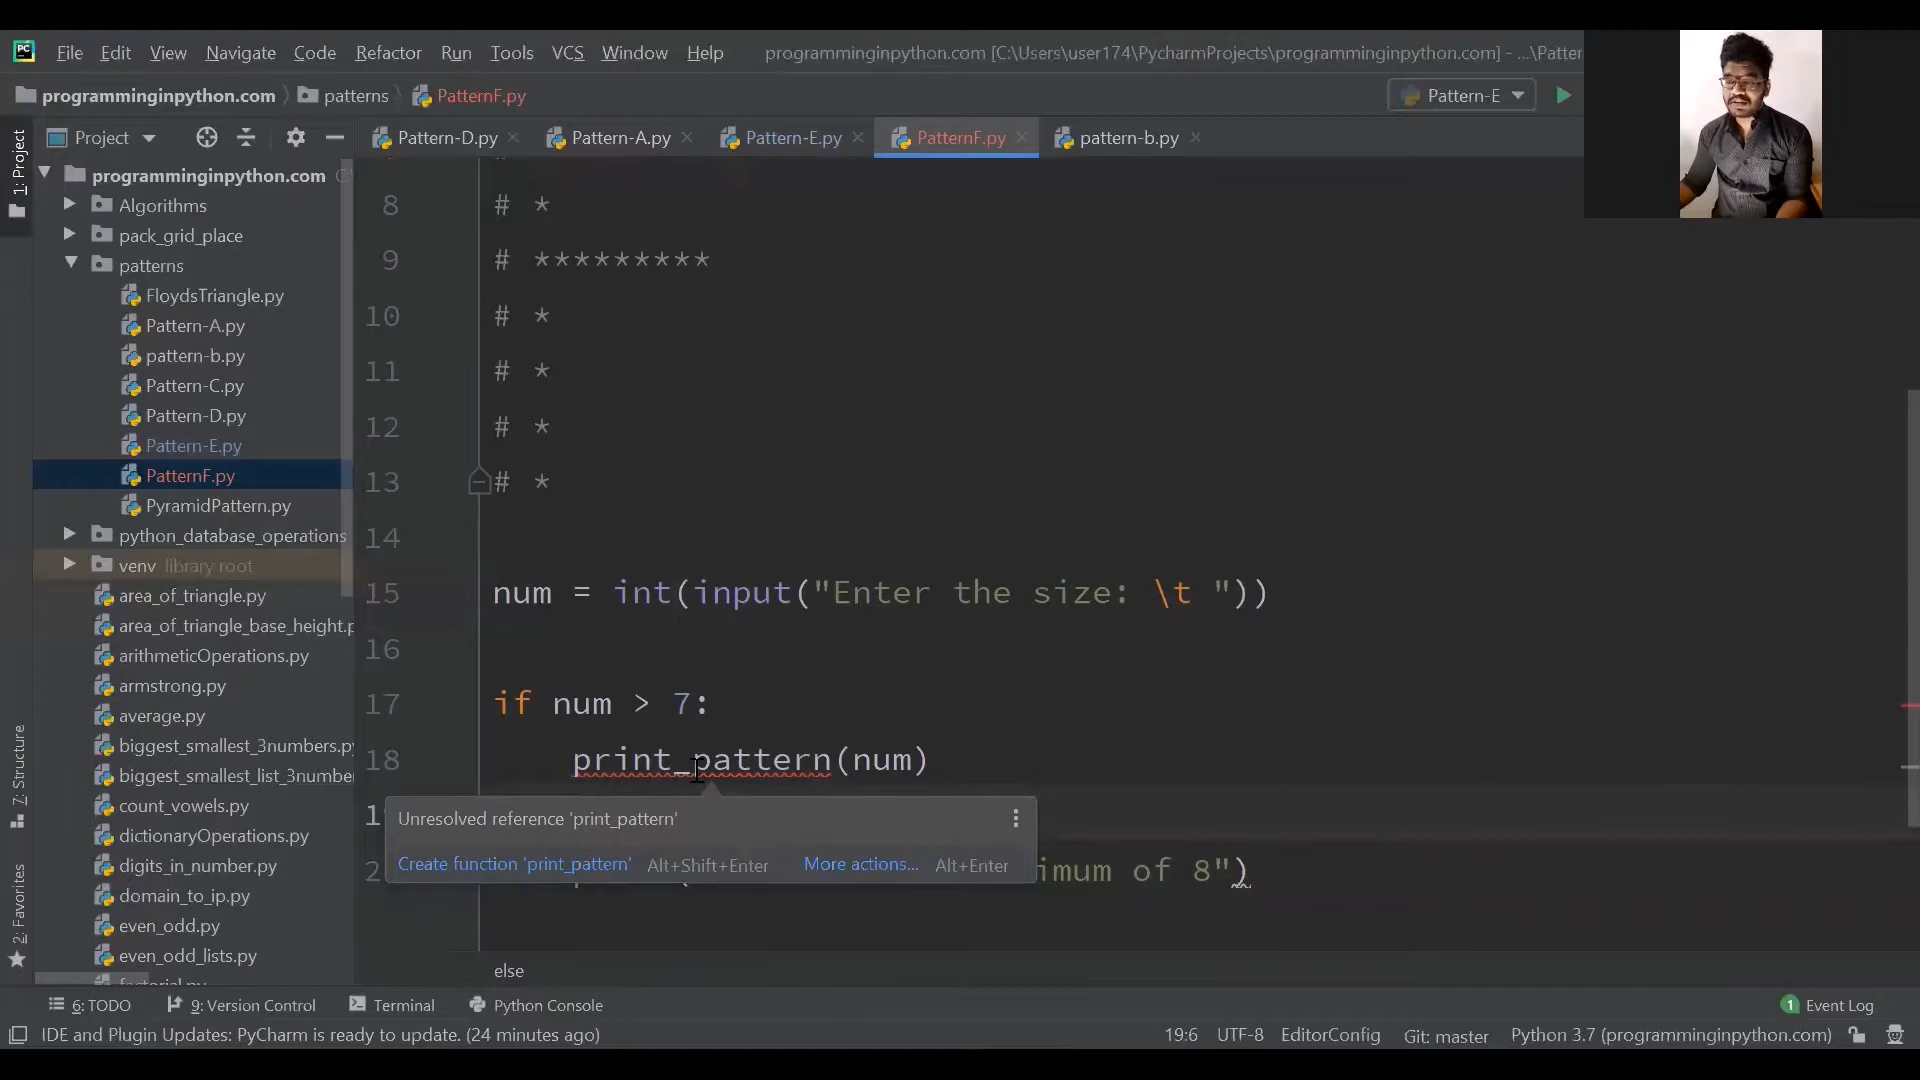 File Edit View Navigate Code Refactor Run Tools VCS Window Help programminginpython.com [C:\Users\user174\PycharmProjects\programminginpython.com] - ...\Patter
programminginpython.com patterns PatternF.py Pattern-E
Project Pattern-D.py Pattern-A.py Pattern-E.py PatternF.py pattern-b.py
1: Project
7: Structure
2: Favorites
programminginpython.com
Algorithms
pack_grid_place
patterns
FloydsTriangle.py
Pattern-A.py
pattern-b.py
Pattern-C.py
Pattern-D.py
Pattern-E.py
PatternF.py
PyramidPattern.py
python_database_operations
venv library root
area_of_triangle.py
area_of_triangle_base_height.p
arithmeticOperations.py
armstrong.py
average.py
biggest_smallest_3numbers.py
biggest_smallest_list_3number
count_vowels.py
dictionaryOperations.py
digits_in_number.py
domain_to_ip.py
even_odd.py
even_odd_lists.py
8 # *
9 # *********
10 # *
11 # *
12 # *
13 # *
14
15 num = int(input("Enter the size: \t "))
16
17 if num > 7:
18 print_pattern(num)
Unresolved reference 'print_pattern'
Create function 'print_pattern' Alt+Shift+Enter More actions... Alt+Enter
imum of 8")
else
6: TODO 9: Version Control Terminal Python Console 1 Event Log
IDE and Plugin Updates: PyCharm is ready to update. (24 minutes ago) 19:6 UTF-8 EditorConfig Git: master Python 3.7 (programminginpython.com)